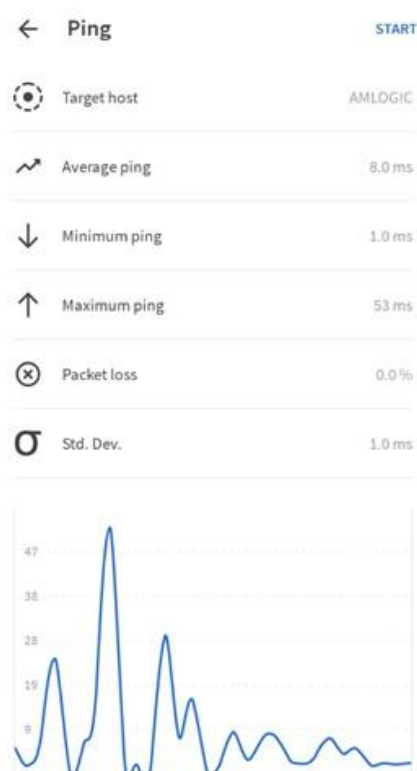 Ping START
Target host AMLOGIC
Average ping 8.0 ms
Minimum ping 1.0 ms
Maximum ping 53 ms
Packet loss 0.0 %
σ Std. Dev. 1.0 ms
47
38
28
19
9